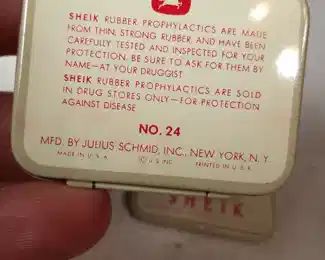 SHEIK RUBBER PROPHYLACTICS ARE MADE
FROM THIN, STRONG RUBBER, AND HAVE BEEN
CAREFULLY TESTED AND INSPECTED FOR YOUR
PROTECTION. BE SURE TO ASK FOR THEM BY
NAME—AT YOUR DRUGGIST
SHEIK RUBBER PROPHYLACTICS ARE SOLD
IN DRUG STORES ONLY—FOR PROTECTION
AGAINST DISEASE
NO. 24
MFD. BY JULIUS SCHMID, INC., NEW YORK, N. Y.
MADE IN U. S. A. © J. S. INC. PRINTED IN U. S. A.
SHEIK